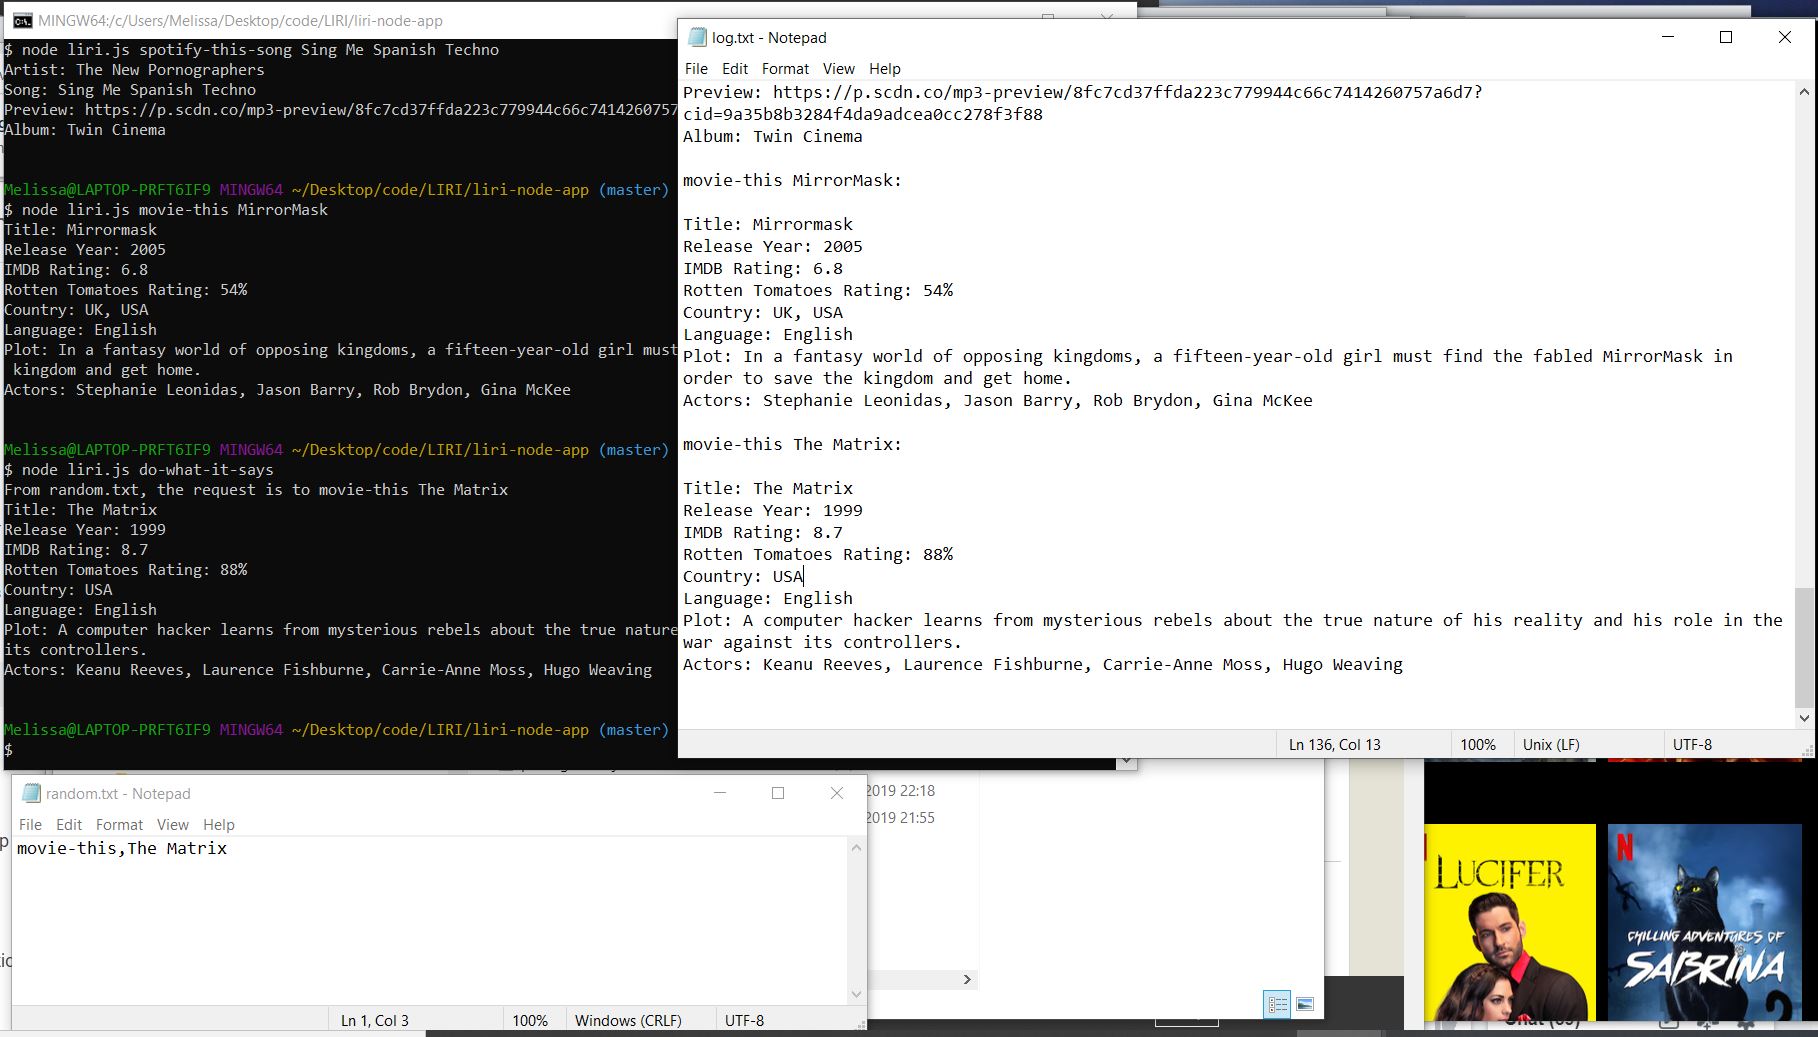 MINGW64:/c/Users/Melissa/Desktop/code/LIRI/liri-node-app
$ node liri.js spotify-this-song Sing Me Spanish Techno
Artist: The New Pornographers
Song: Sing Me Spanish Techno
Preview: https://p.scdn.co/mp3-preview/8fc7cd37ffda223c779944c66c7414260757
Album: Twin Cinema
Melissa@LAPTOP-PRFT6IF9 MINGW64 ~/Desktop/code/LIRI/liri-node-app (master)
$ node liri.js movie-this MirrorMask
Title: Mirrormask
Release Year: 2005
IMDB Rating: 6.8
Rotten Tomatoes Rating: 54%
Country: UK, USA
Language: English
Plot: In a fantasy world of opposing kingdoms, a fifteen-year-old girl must
kingdom and get home.
Actors: Stephanie Leonidas, Jason Barry, Rob Brydon, Gina McKee
Melissa@LAPTOP-PRFT6IF9 MINGW64 ~/Desktop/code/LIRI/liri-node-app (master)
$ node liri.js do-what-it-says
From random.txt, the request is to movie-this The Matrix
Title: The Matrix
Release Year: 1999
IMDB Rating: 8.7
Rotten Tomatoes Rating: 88%
Country: USA
Language: English
Plot: A computer hacker learns from mysterious rebels about the true nature
its controllers.
Actors: Keanu Reeves, Laurence Fishburne, Carrie-Anne Moss, Hugo Weaving
Melissa@LAPTOP-PRFT6IF9 MINGW64 ~/Desktop/code/LIRI/liri-node-app (master)
$
log.txt - Notepad
File Edit Format View Help
Preview: https://p.scdn.co/mp3-preview/8fc7cd37ffda223c779944c66c7414260757a6d7?
cid=9a35b8b3284f4da9adcea0cc278f3f88
Album: Twin Cinema
movie-this MirrorMask:
Title: Mirrormask
Release Year: 2005
IMDB Rating: 6.8
Rotten Tomatoes Rating: 54%
Country: UK, USA
Language: English
Plot: In a fantasy world of opposing kingdoms, a fifteen-year-old girl must find the fabled MirrorMask in
order to save the kingdom and get home.
Actors: Stephanie Leonidas, Jason Barry, Rob Brydon, Gina McKee
movie-this The Matrix:
Title: The Matrix
Release Year: 1999
IMDB Rating: 8.7
Rotten Tomatoes Rating: 88%
Country: USA
Language: English
Plot: A computer hacker learns from mysterious rebels about the true nature of his reality and his role in the
war against its controllers.
Actors: Keanu Reeves, Laurence Fishburne, Carrie-Anne Moss, Hugo Weaving
Ln 136, Col 13 100% Unix (LF) UTF-8
random.txt - Notepad
File Edit Format View Help
movie-this,The Matrix
Ln 1, Col 3 100% Windows (CRLF) UTF-8
2019 22:18
2019 21:55
LUCIFER
N
CHILLING ADVENTURES OF
SABRINA